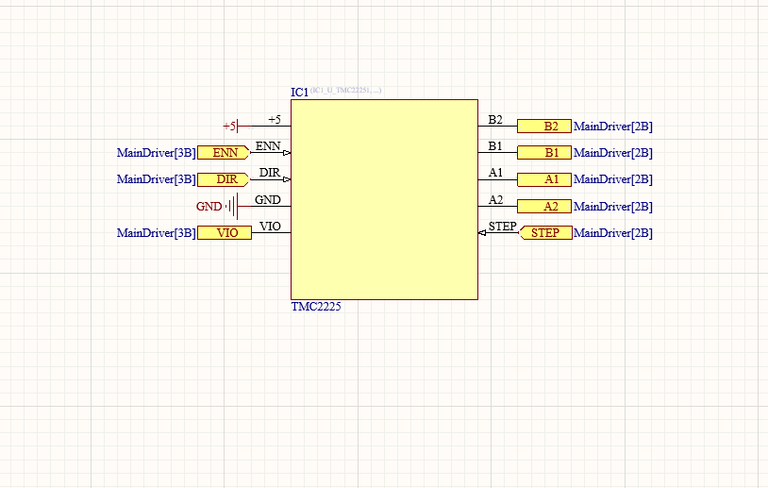 IC1 (IC1_U_TMC22251, ...)
+5 +5 B2 B2 MainDriver[2B]
MainDriver[3B] ENN ENN B1 B1 MainDriver[2B]
MainDriver[3B] DIR DIR A1 A1 MainDriver[2B]
GND GND A2 A2 MainDriver[2B]
MainDriver[3B] VIO VIO STEP STEP MainDriver[2B]
TMC2225